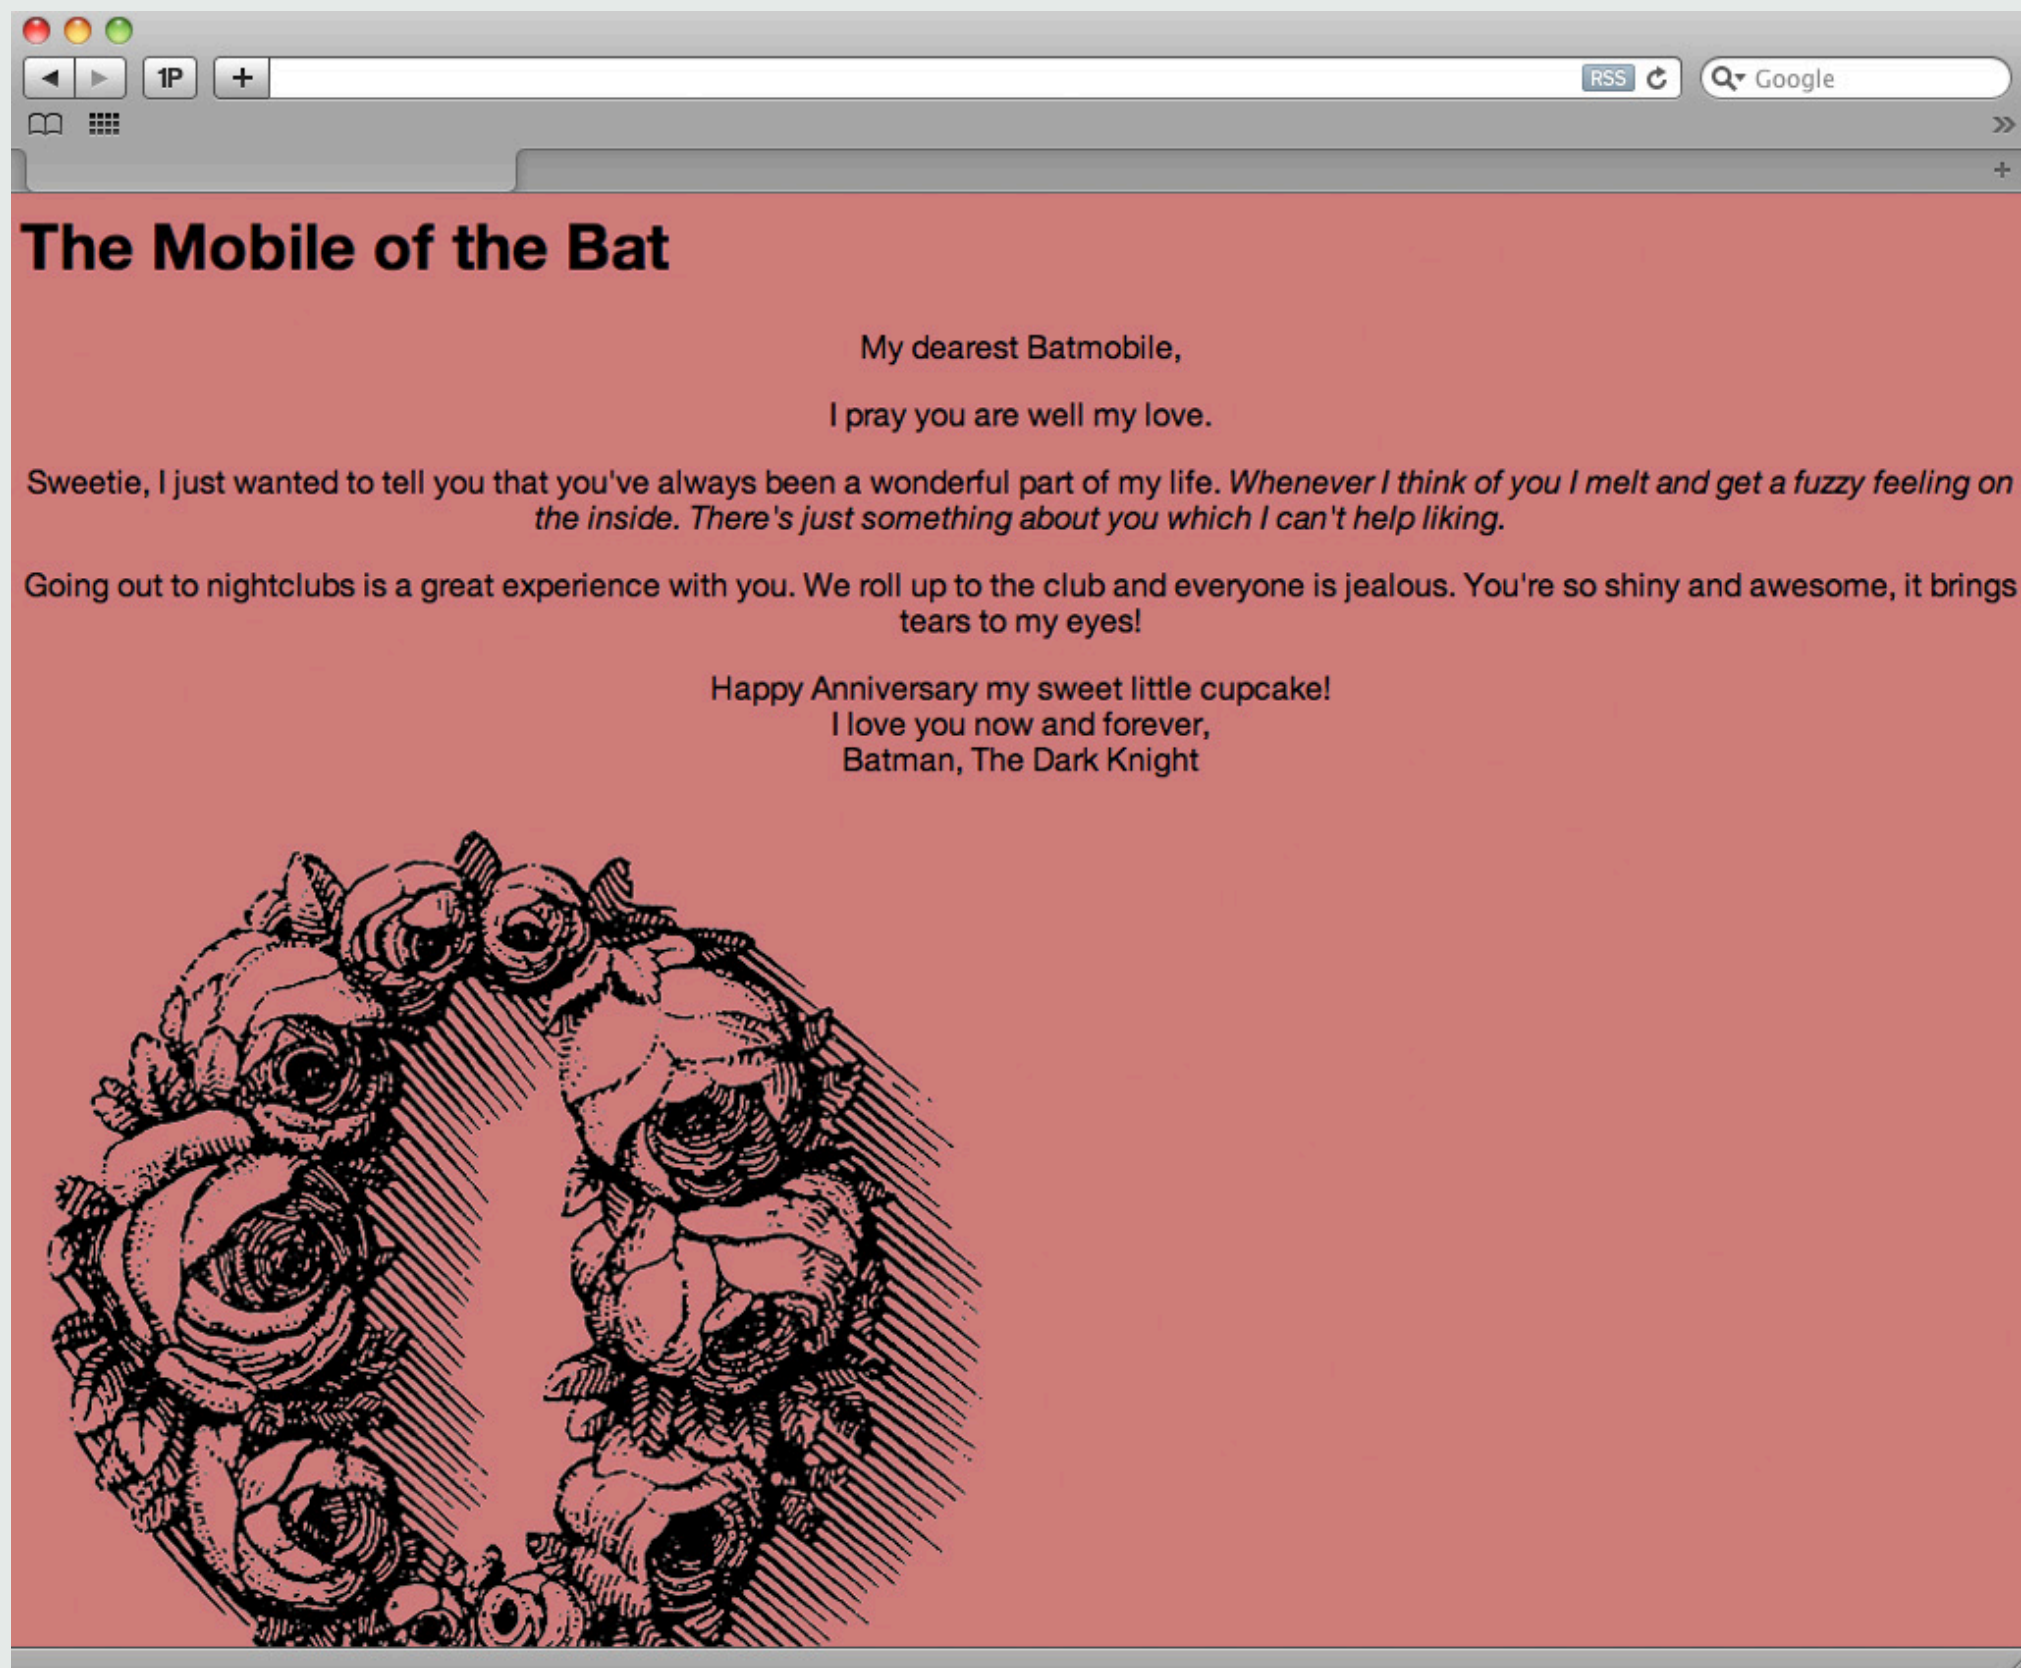 1P
+
RSS
Google
The Mobile of the Bat
My dearest Batmobile,
I pray you are well my love.
Sweetie, I just wanted to tell you that you've always been a wonderful part of my life. Whenever I think of you I melt and get a fuzzy feeling on
the inside. There's just something about you which I can't help liking.
Going out to nightclubs is a great experience with you. We roll up to the club and everyone is jealous. You're so shiny and awesome, it brings
tears to my eyes!
Happy Anniversary my sweet little cupcake!
I love you now and forever,
Batman, The Dark Knight